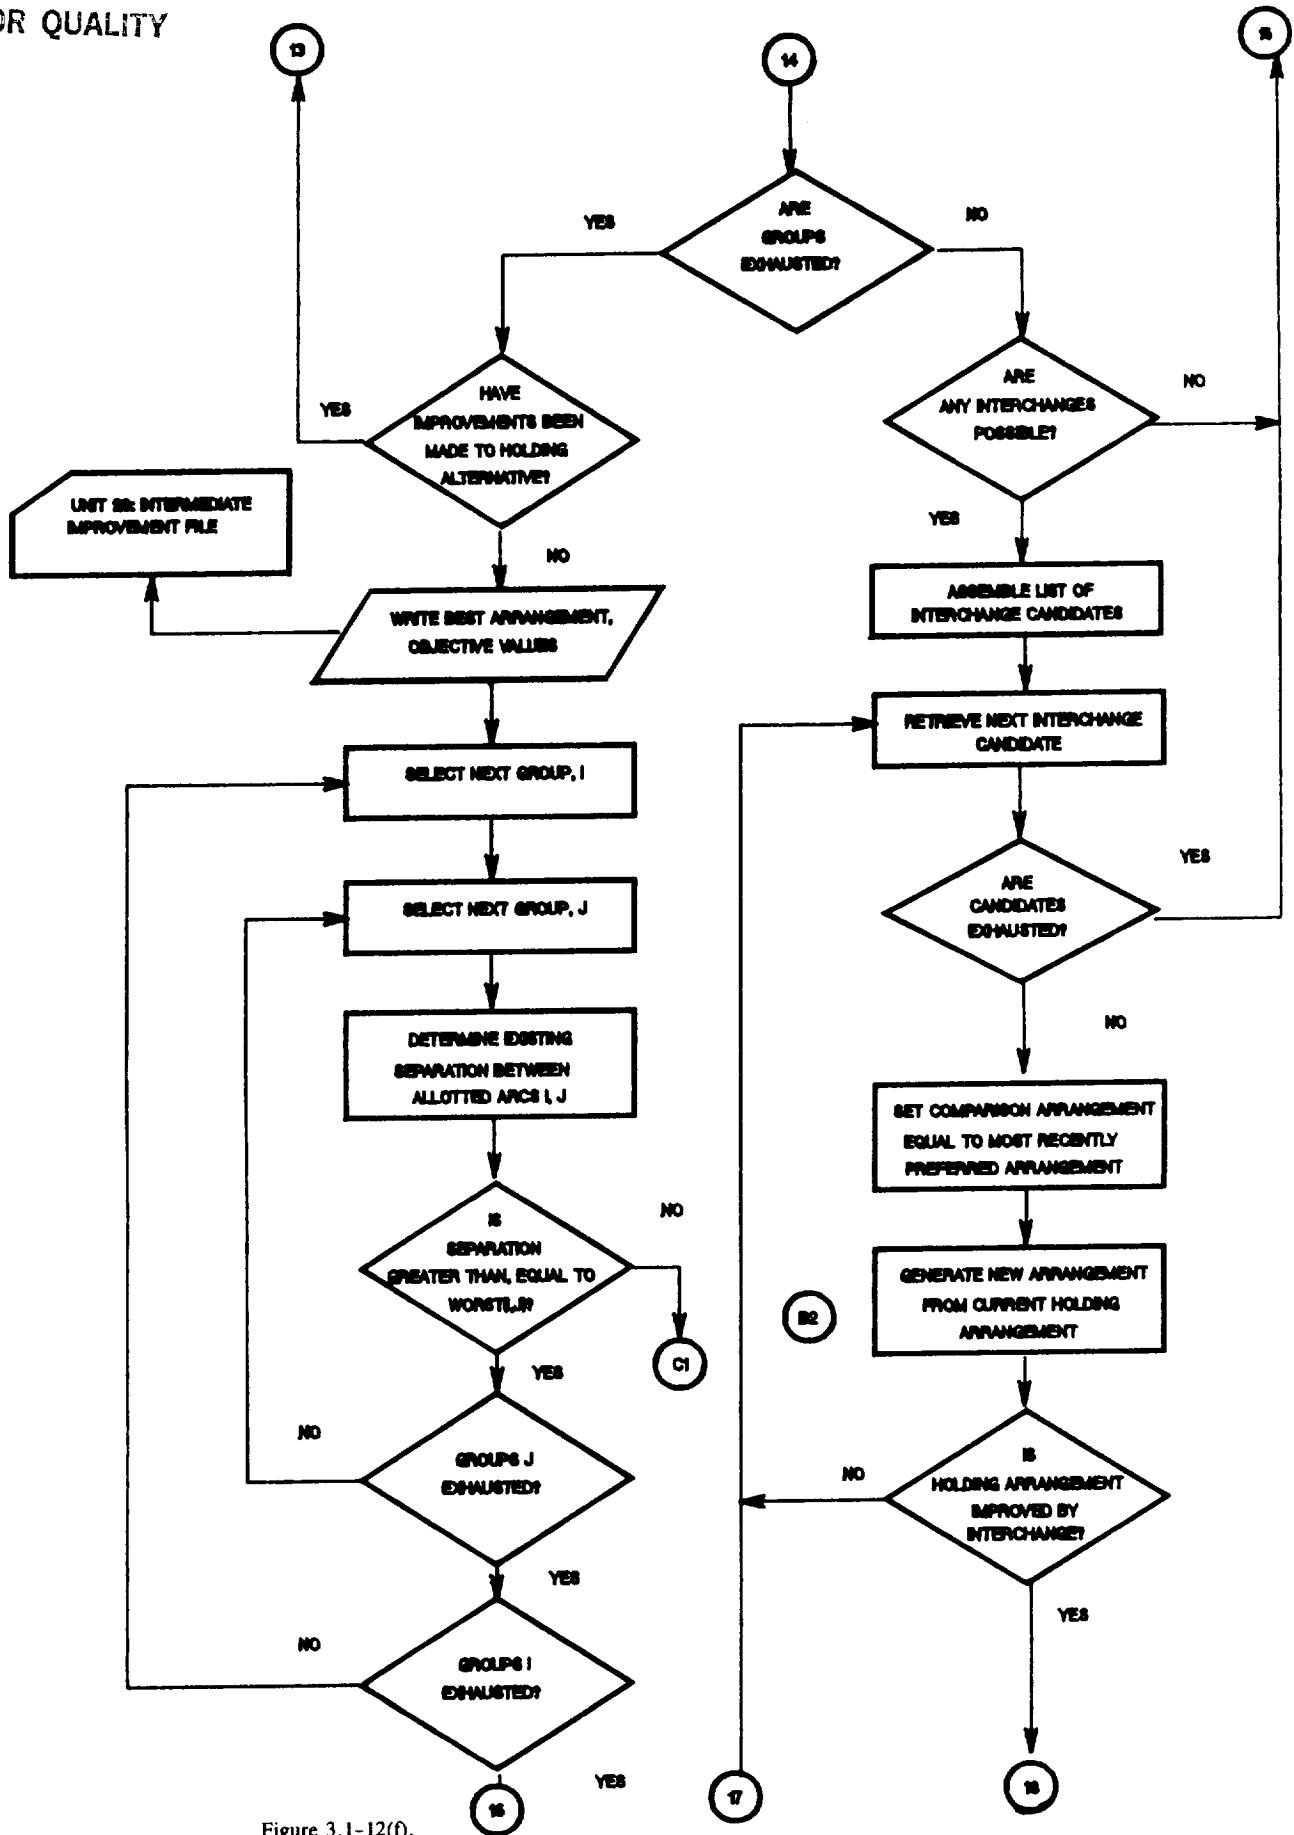 OR QUALITY
13
14
YES
ARE
GROUPS
EXHAUSTED?
NO
YES
HAVE
IMPROVEMENTS BEEN
MADE TO HOLDING
ALTERNATIVE?
ARE
ANY INTERCHANGES
POSSIBLE?
NO
UNIT INTERMEDIATE
IMPROVEMENT FILE
NO
YES
WRITE BEST ARRANGEMENT,
OBJECTIVE VALUES
ASSEMBLE LIST OF
INTERCHANGE CANDIDATES
RETRIEVE NEXT INTERCHANGE
CANDIDATE
SELECT NEXT GROUP, I
ARE
CANDIDATES
EXHAUSTED?
YES
SELECT NEXT GROUP, J
NO
DETERMINE EXISTING
SEPARATION BETWEEN
ALLOTTED ARCS I, J
SET COMPARISON ARRANGEMENT
EQUAL TO MOST RECENTLY
PREFERRED ARRANGEMENT
IS
SEPARATION
GREATER THAN, EQUAL TO
WORST(I,J)?
NO
GENERATE NEW ARRANGEMENT
FROM CURRENT HOLDING
ARRANGEMENT
B2
C1
YES
NO
GROUPS J
EXHAUSTED?
NO
IS
HOLDING ARRANGEMENT
IMPROVED BY
INTERCHANGE?
YES
YES
NO
GROUPS I
EXHAUSTED?
YES
17
Figure 3.1-12(f).